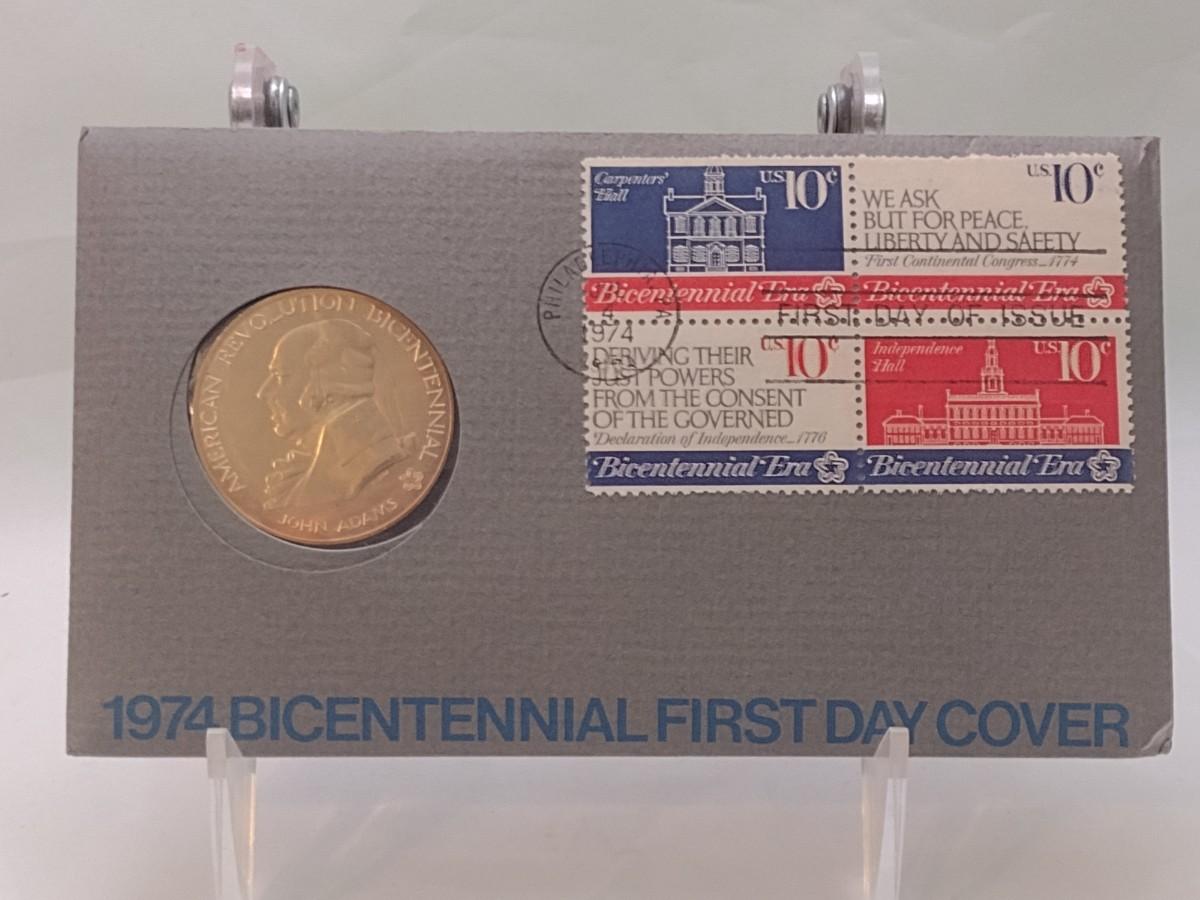 AMERICAN REVOLUTION BICENTENNIAL
JOHN ADAMS
Carpenters'
Hall
U.S. 10c
U.S. 10c
WE ASK
BUT FOR PEACE,
LIBERTY AND SAFETY
First Continental Congress...1774
Bicentennial Era
Bicentennial Era
PHILADELPHIA
1974
FIRST DAY OF ISSUE
U.S. 10c
DERIVING THEIR
JUST POWERS
FROM THE CONSENT
OF THE GOVERNED
Declaration of Independence...1776
Independence
Hall
U.S. 10c
Bicentennial Era
Bicentennial Era
1974 BICENTENNIAL FIRST DAY COVER